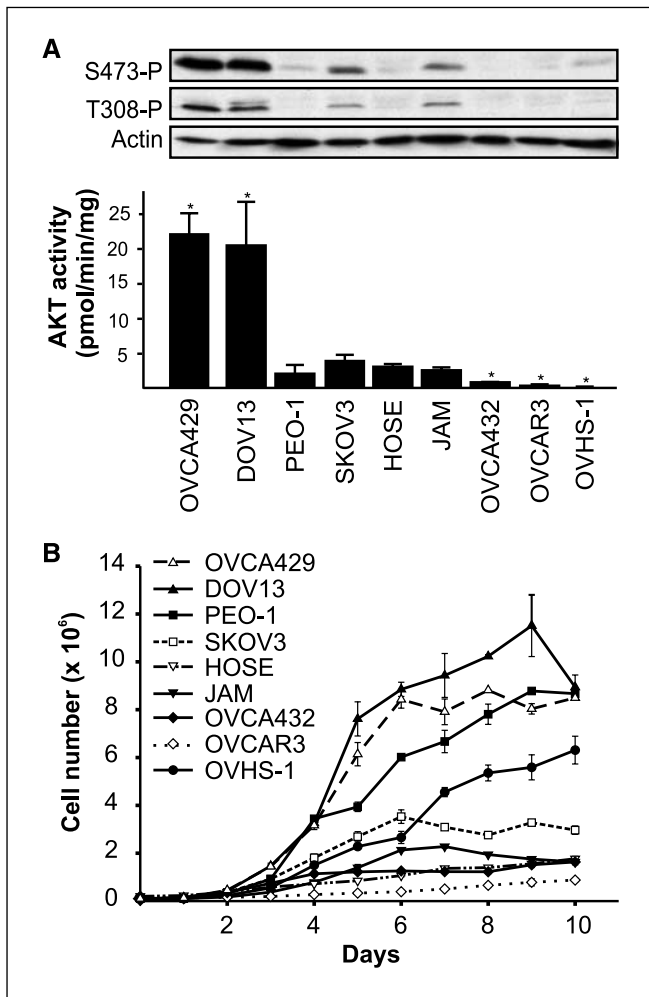 A
S473-P
T308-P
Actin
AKT activity
(pmol/min/mg)
25
20
15
10
5
* * * * *
OVCA429
DOV13
PEO-1
SKOV3
HOSE
JAM
OVCA432
OVCAR3
OVHS-1
B
Cell number (x 10⁶)
14
12
10
8
6
4
2
0
OVCA429
DOV13
PEO-1
SKOV3
HOSE
JAM
OVCA432
OVCAR3
OVHS-1
2 4 6 8 10
Days